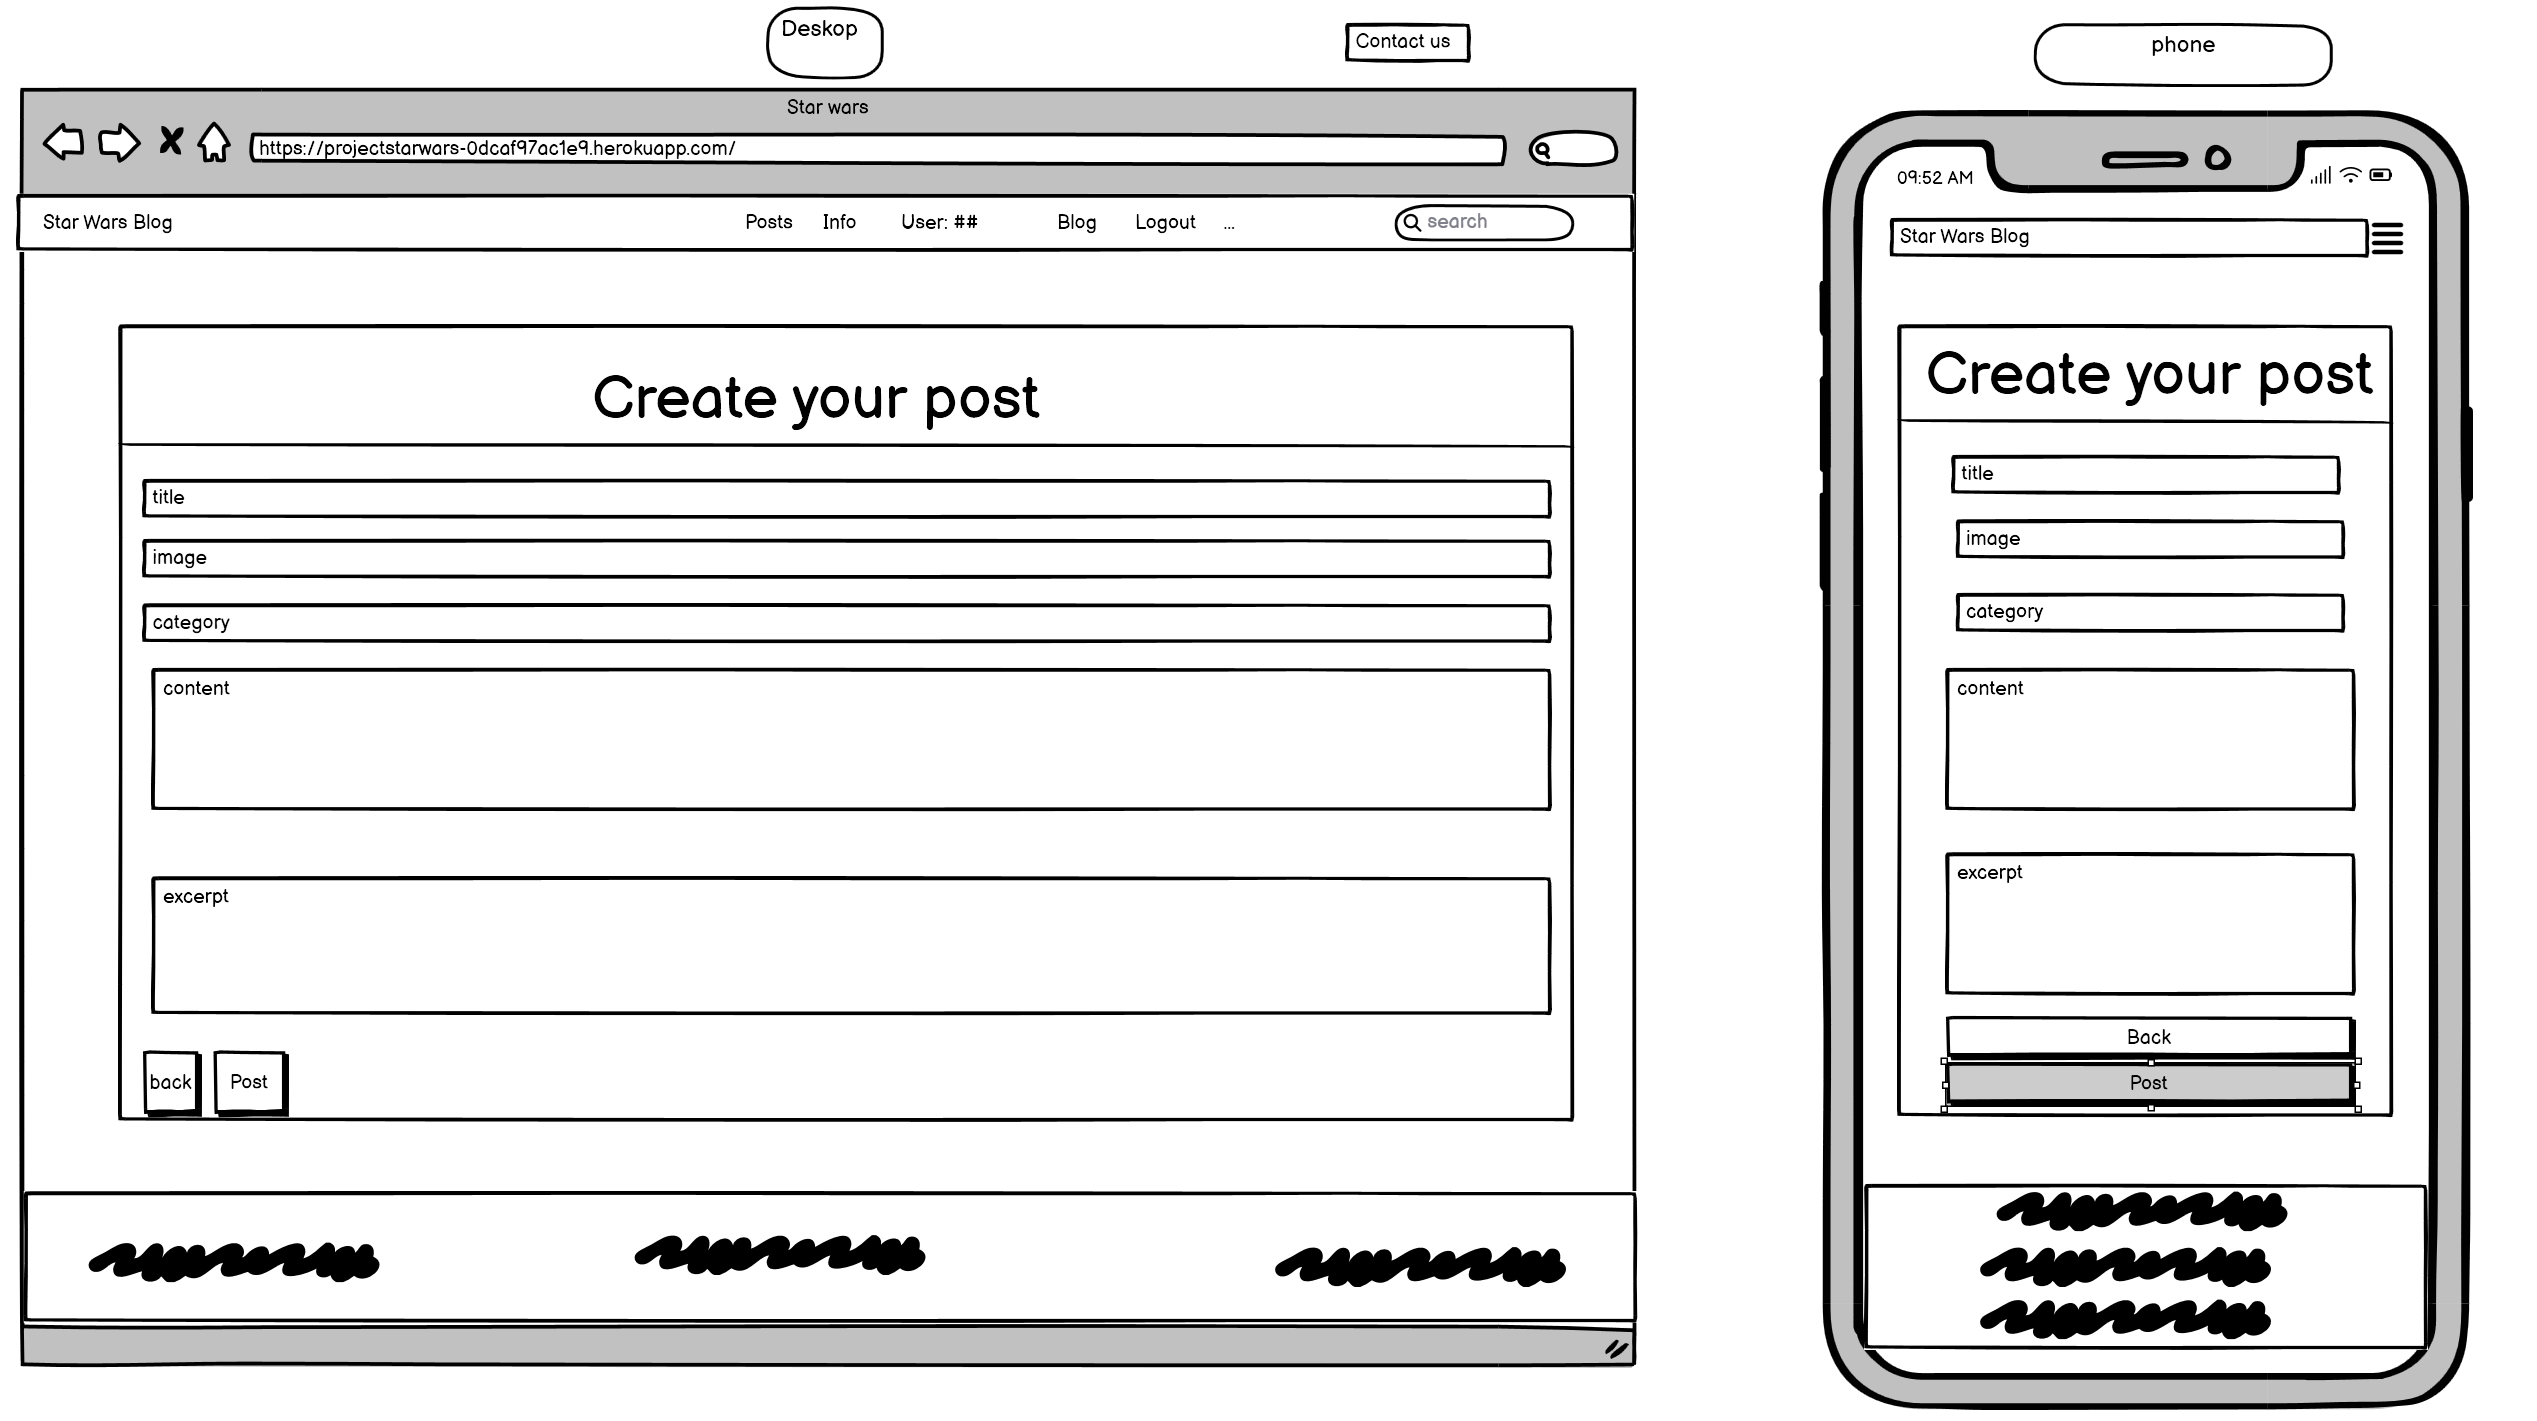 Deskop
Contact us
phone
Star wars
https://projectstarwars-0dcaf97ac1e9.herokuapp.com/
Star Wars Blog Posts Info User: ## Blog Logout ... search
Create your post
title
image
category
content
excerpt
back Post
09:52 AM
Star Wars Blog
Create your post
title
image
category
content
excerpt
Back
Post